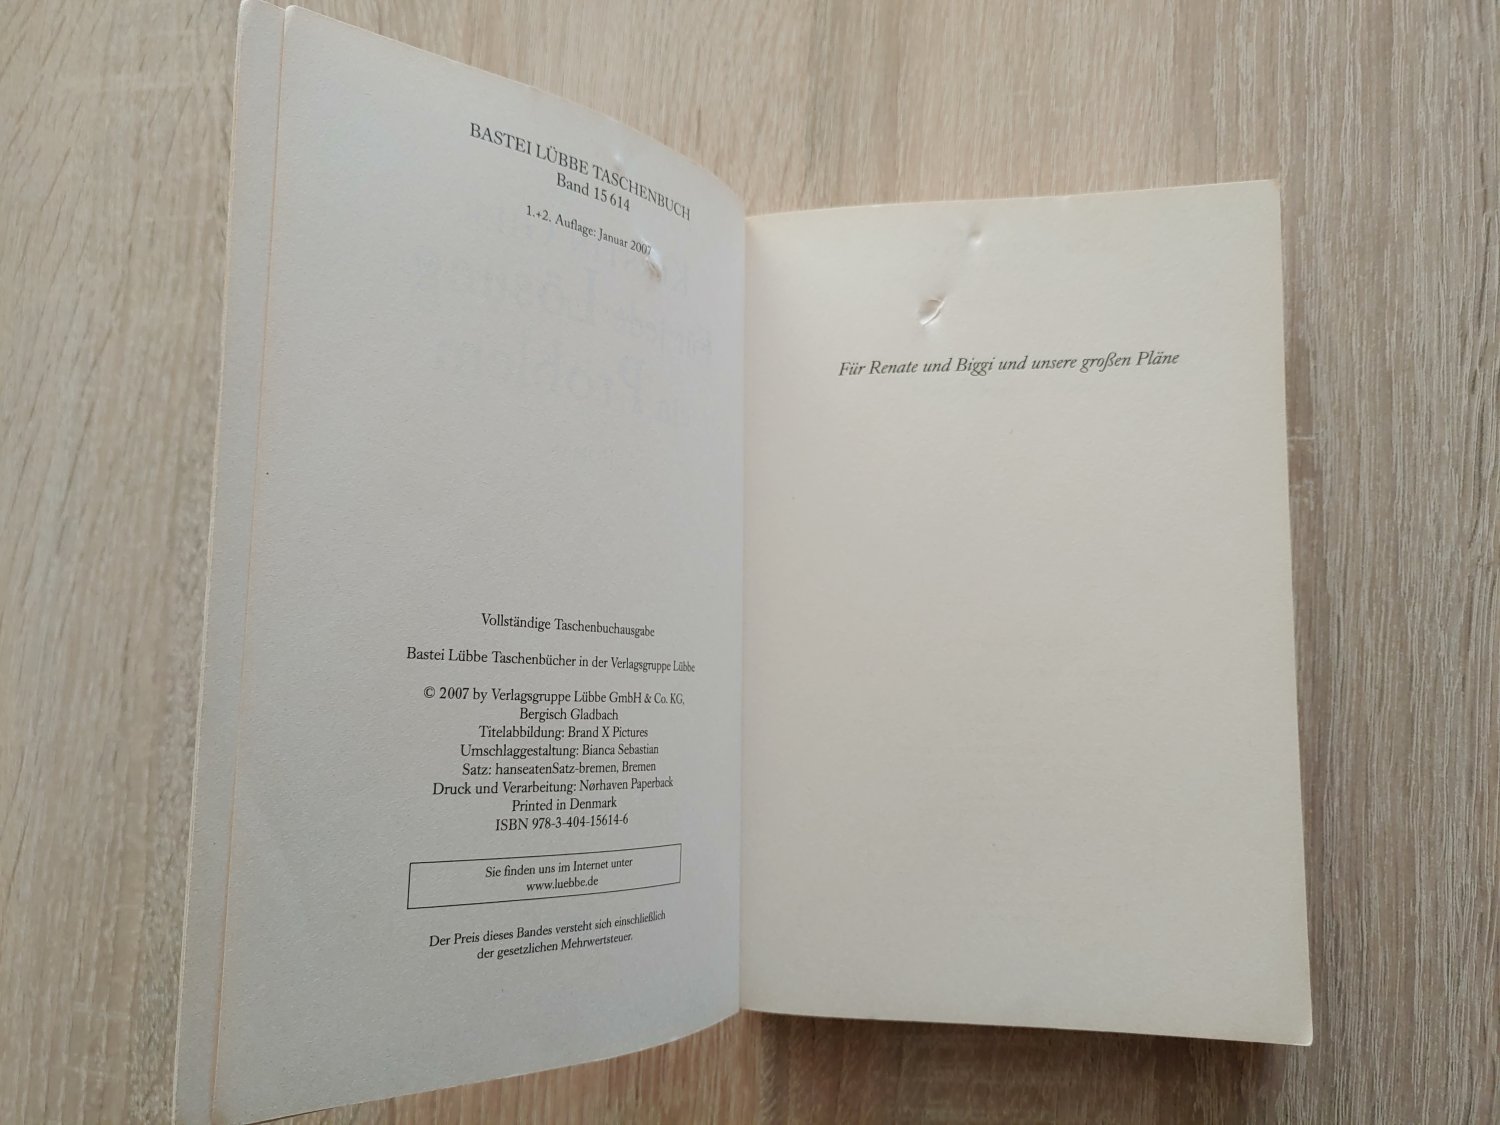 BASTEI LÜBBE TASCHENBUCH
Band 15 614
1.+2. Auflage: Januar 2007
Vollständige Taschenbuchausgabe
Bastei Lübbe Taschenbücher in der Verlagsgruppe Lübbe
© 2007 by Verlagsgruppe Lübbe GmbH & Co. KG,
Bergisch Gladbach
Titelabbildung: Brand X Pictures
Umschlaggestaltung: Bianca Sebastian
Satz: hanseatenSatz-bremen, Bremen
Druck und Verarbeitung: Nørhaven Paperback
Printed in Denmark
ISBN 978-3-404-15614-6
Sie finden uns im Internet unter
www.luebbe.de
Der Preis dieses Bandes versteht sich einschließlich
der gesetzlichen Mehrwertsteuer.
Für Renate und Biggi und unsere großen Pläne